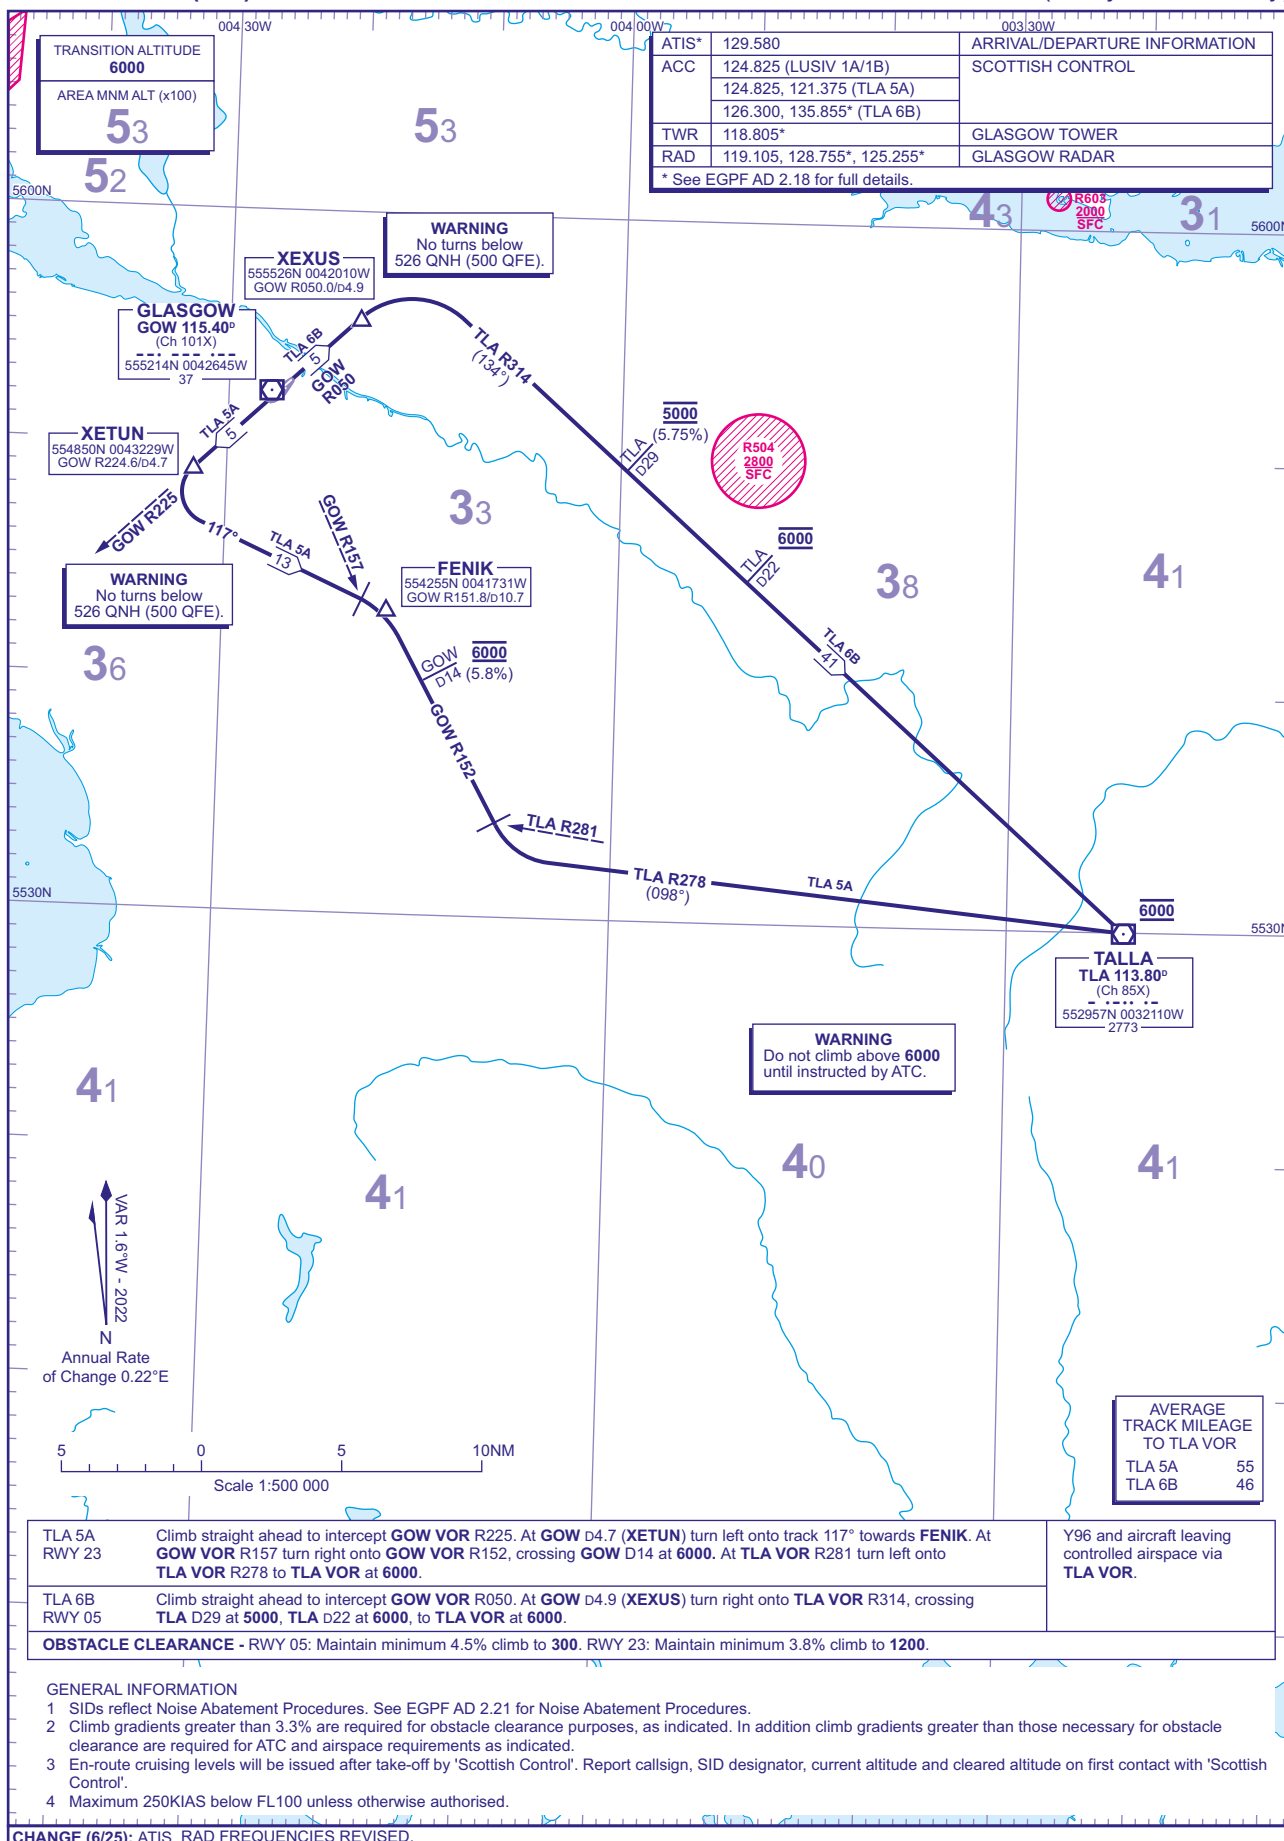 004 30W
004 00W
003 30W
TRANSITION ALTITUDE
6000
AREA MNM ALT (x100)
53
52
53
ATIS* 129.580 ARRIVAL/DEPARTURE INFORMATION
ACC 124.825 (LUSIV 1A/1B) SCOTTISH CONTROL
124.825, 121.375 (TLA 5A)
126.300, 135.855* (TLA 6B)
TWR 118.805* GLASGOW TOWER
RAD 119.105, 128.755*, 125.255* GLASGOW RADAR
* See EGPF AD 2.18 for full details.
5600N
43
R603
2000
SFC
31
5600N
WARNING
No turns below
526 QNH (500 QFE).
XEXUS
555526N 0042010W
GOW R050.0/D4.9
GLASGOW
GOW 115.40D
(Ch 101X)
555214N 0042645W
37
TLA 6B
5
GOW
R050
TLA R314
(134°)
TLA 5A
5
XETUN
554850N 0043229W
GOW R224.6/D4.7
5000
(5.75%)
TLA
D29
R504
2800
SFC
GOW R225
117°
TLA 5A
13
GOW R157
33
6000
TLA
D22
WARNING
No turns below
526 QNH (500 QFE).
FENIK
554255N 0041731W
GOW R151.8/D10.7
38
41
36
GOW
D14
6000
(5.8%)
TLA 6B
41
GOW R152
TLA R281
TLA R278
(098°)
TLA 5A
5530N
6000
5530N
TALLA
TLA 113.80D
(Ch 85X)
552957N 0032110W
2773
WARNING
Do not climb above 6000
until instructed by ATC.
41
41
40
41
VAR 1.6°W - 2022
N
Annual Rate
of Change 0.22°E
5 0 5 10NM
Scale 1:500 000
AVERAGE
TRACK MILEAGE
TO TLA VOR
TLA 5A 55
TLA 6B 46
TLA 5A Climb straight ahead to intercept GOW VOR R225. At GOW D4.7 (XETUN) turn left onto track 117° towards FENIK. At
RWY 23 GOW VOR R157 turn right onto GOW VOR R152, crossing GOW D14 at 6000. At TLA VOR R281 turn left onto
TLA VOR R278 to TLA VOR at 6000.
Y96 and aircraft leaving
controlled airspace via
TLA VOR.
TLA 6B Climb straight ahead to intercept GOW VOR R050. At GOW D4.9 (XEXUS) turn right onto TLA VOR R314, crossing
RWY 05 TLA D29 at 5000, TLA D22 at 6000, to TLA VOR at 6000.
OBSTACLE CLEARANCE - RWY 05: Maintain minimum 4.5% climb to 300. RWY 23: Maintain minimum 3.8% climb to 1200.
GENERAL INFORMATION
1 SIDs reflect Noise Abatement Procedures. See EGPF AD 2.21 for Noise Abatement Procedures.
2 Climb gradients greater than 3.3% are required for obstacle clearance purposes, as indicated. In addition climb gradients greater than those necessary for obstacle
clearance are required for ATC and airspace requirements as indicated.
3 En-route cruising levels will be issued after take-off by 'Scottish Control'. Report callsign, SID designator, current altitude and cleared altitude on first contact with 'Scottish
Control'.
4 Maximum 250KIAS below FL100 unless otherwise authorised.
CHANGE (6/25): ATIS, RAD FREQUENCIES REVISED.